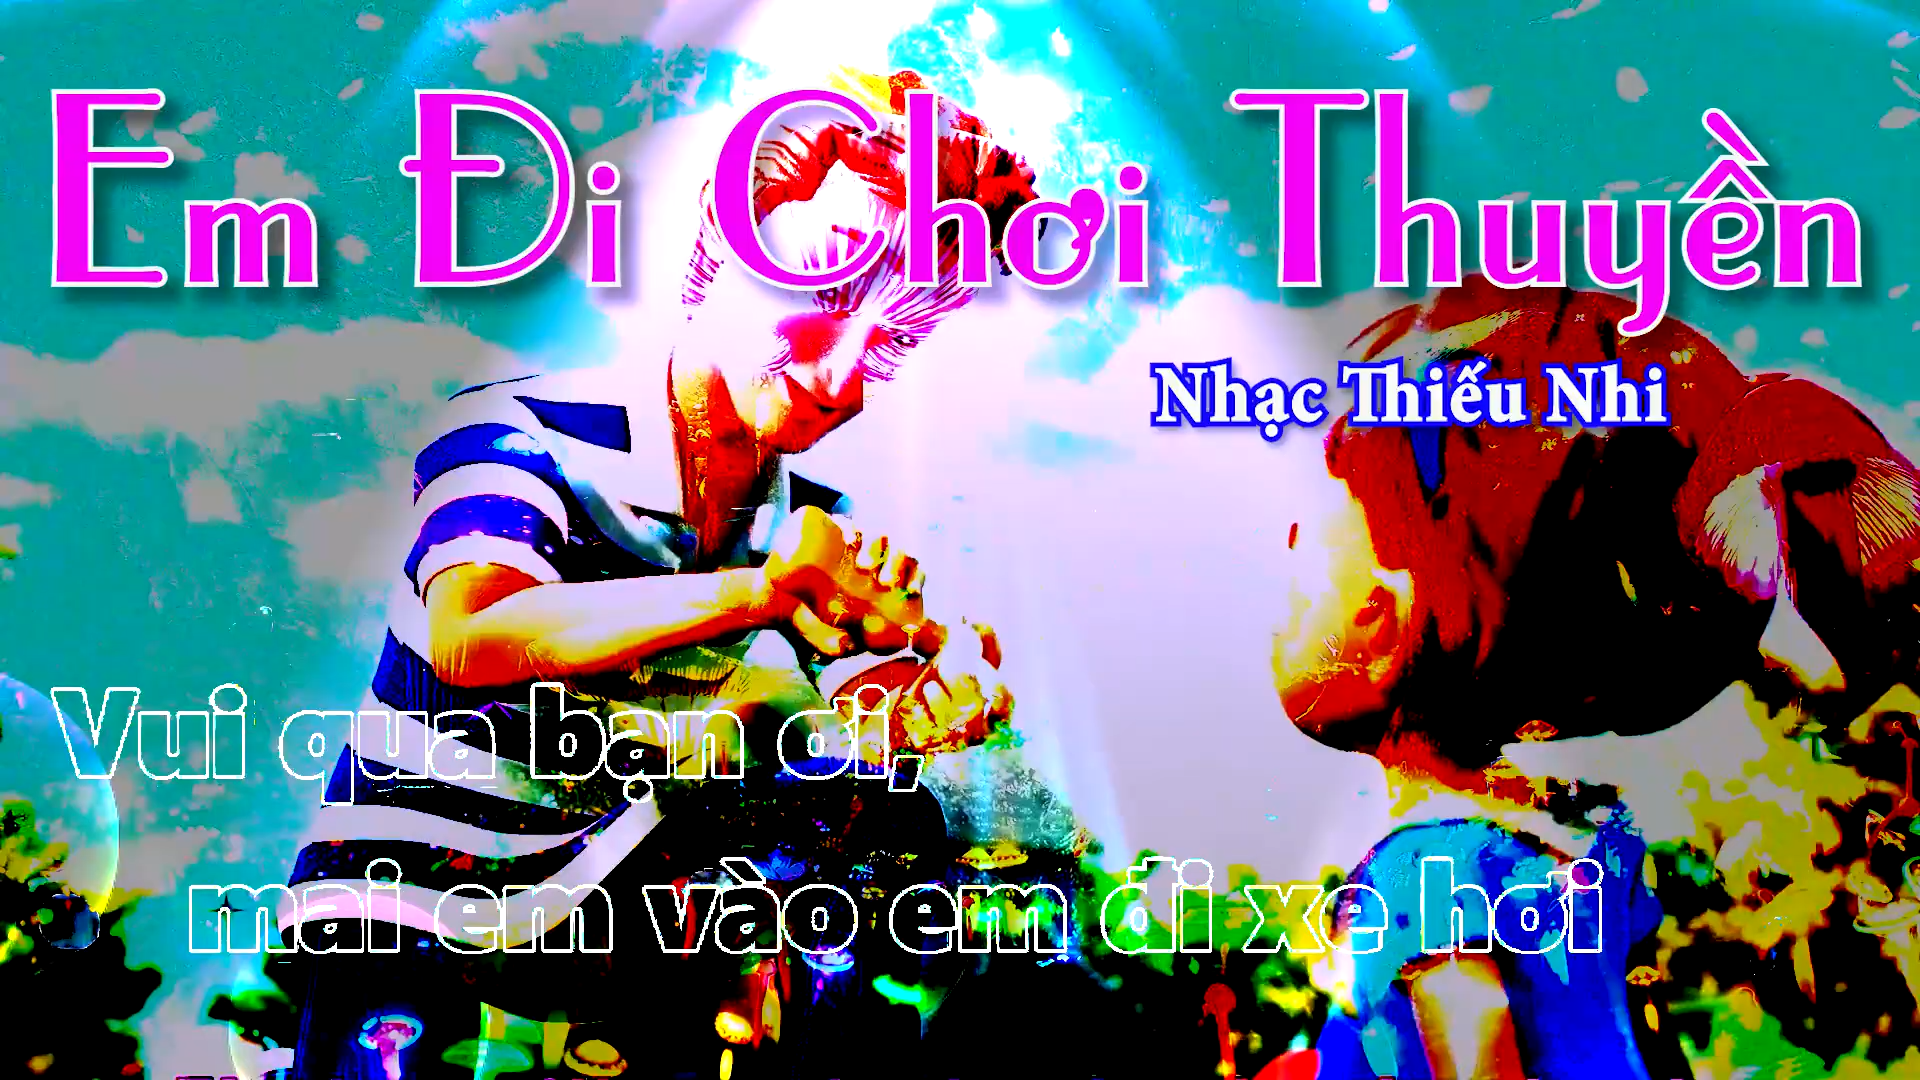 Em Đi Chơi Thuyền
Nhạc Thiếu Nhi
Vui qua bạn ơi,
mai em vào em đi xe hơi